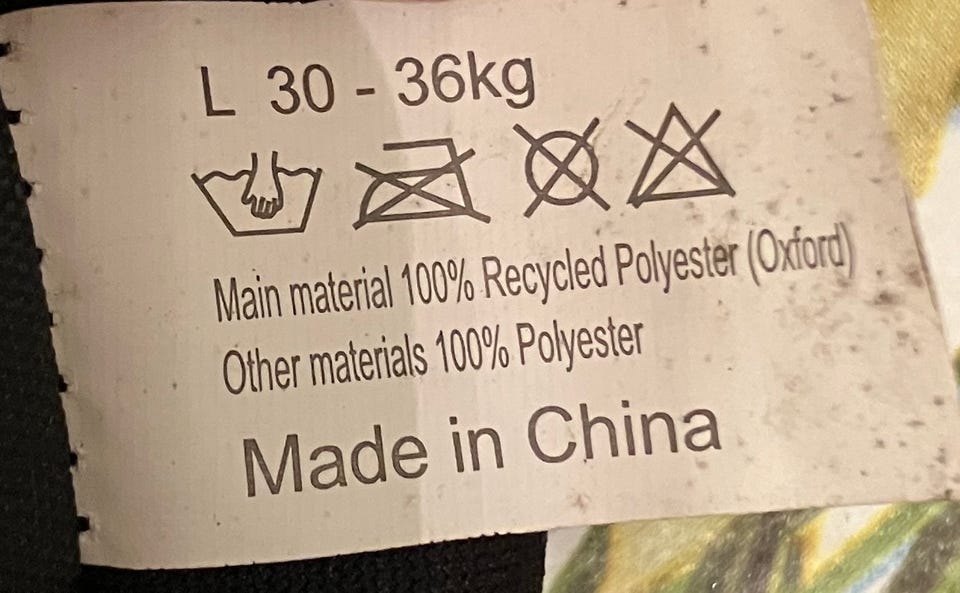 L 30 - 36kg
Main material 100% Recycled Polyester (Oxford)
Other materials 100% Polyester
Made in China